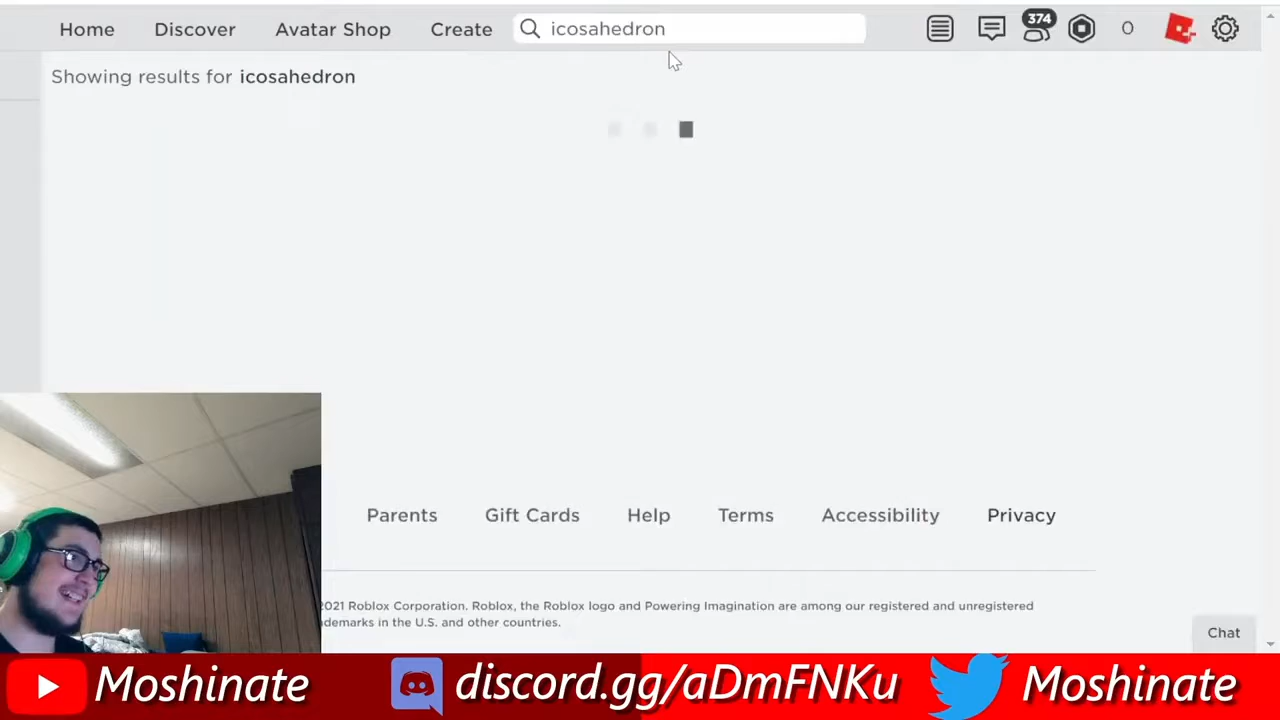 Home Discover Avatar Shop Create icosahedron 374 0
Showing results for icosahedron
Parents Gift Cards Help Terms Accessibility Privacy
2021 Roblox Corporation. Roblox, the Roblox logo and Powering Imagination are among our registered and unregistered
demarks in the U.S. and other countries.
Chat
Moshinate discord.gg/aDmFNKu Moshinate